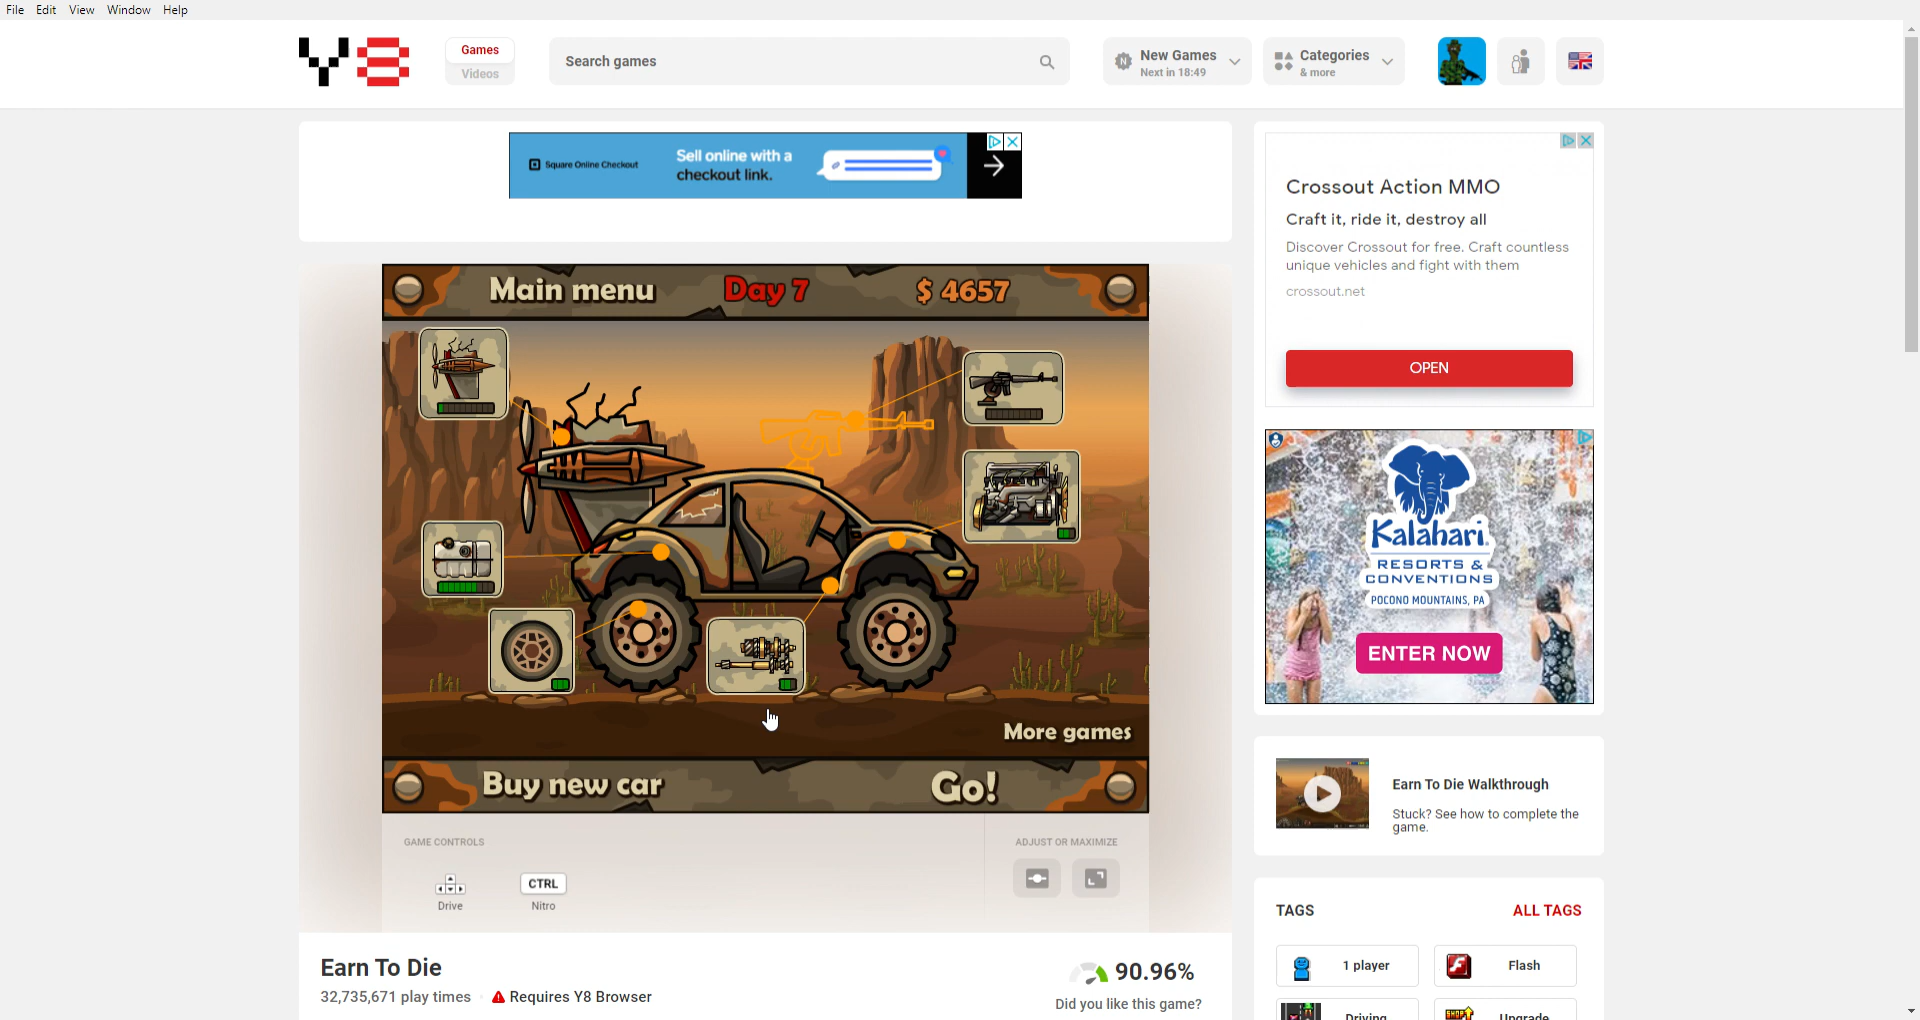 File Edit View Window Help
Y8
Games
Videos
Search games
New Games
Next in 18:49
Categories
& more
Square Online Checkout
Sell online with a
checkout link.
Crossout Action MMO
Craft it, ride it, destroy all
Discover Crossout for free. Craft countless
unique vehicles and fight with them
crossout.net
OPEN
Main menu
Day 7
$ 4657
More games
Buy new car
Go!
Kalahari
RESORTS &
CONVENTIONS
POCONO MOUNTAINS, PA
ENTER NOW
Earn To Die Walkthrough
Stuck? See how to complete the
game.
GAME CONTROLS
ADJUST OR MAXIMIZE
CTRL
Drive
Nitro
TAGS
ALL TAGS
1 player
Flash
Driving
Upgrade
Earn To Die
32,735,671 play times
Requires Y8 Browser
90.96%
Did you like this game?